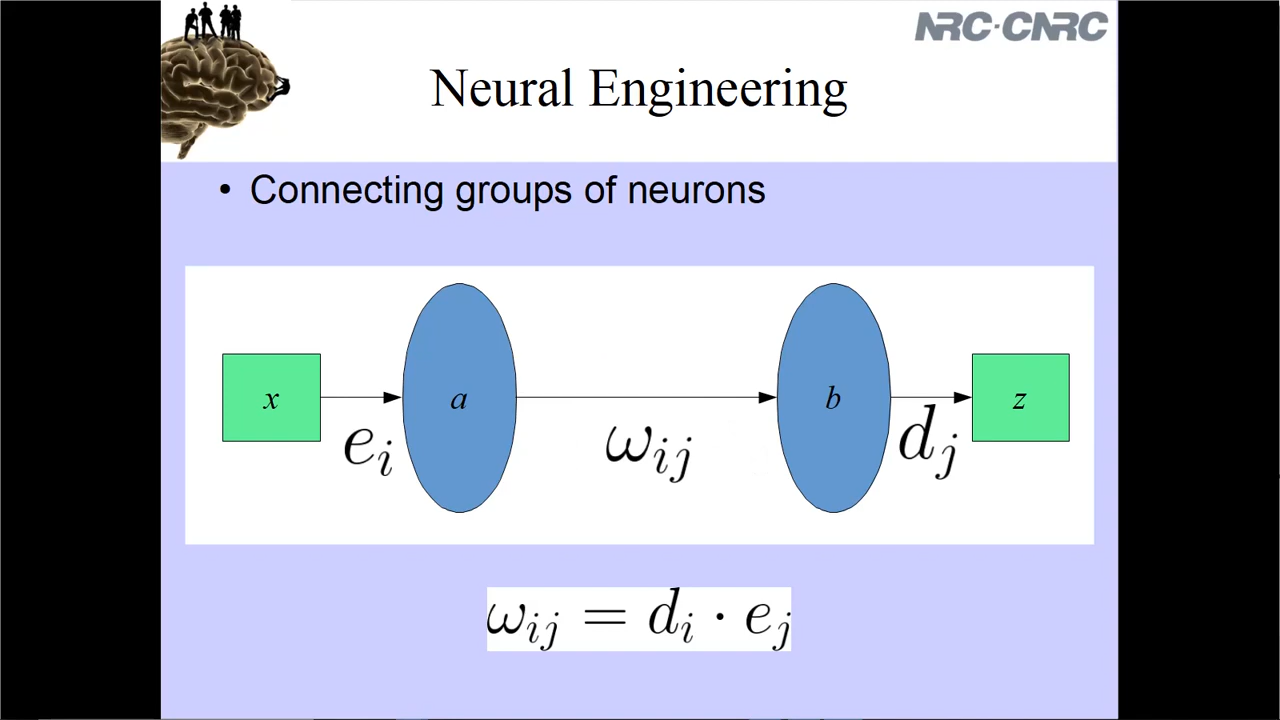 NRC·CNRC
Neural Engineering
• Connecting groups of neurons
x
a
b
z
e_i
ω_ij
d_j
ω_ij = d_i · e_j